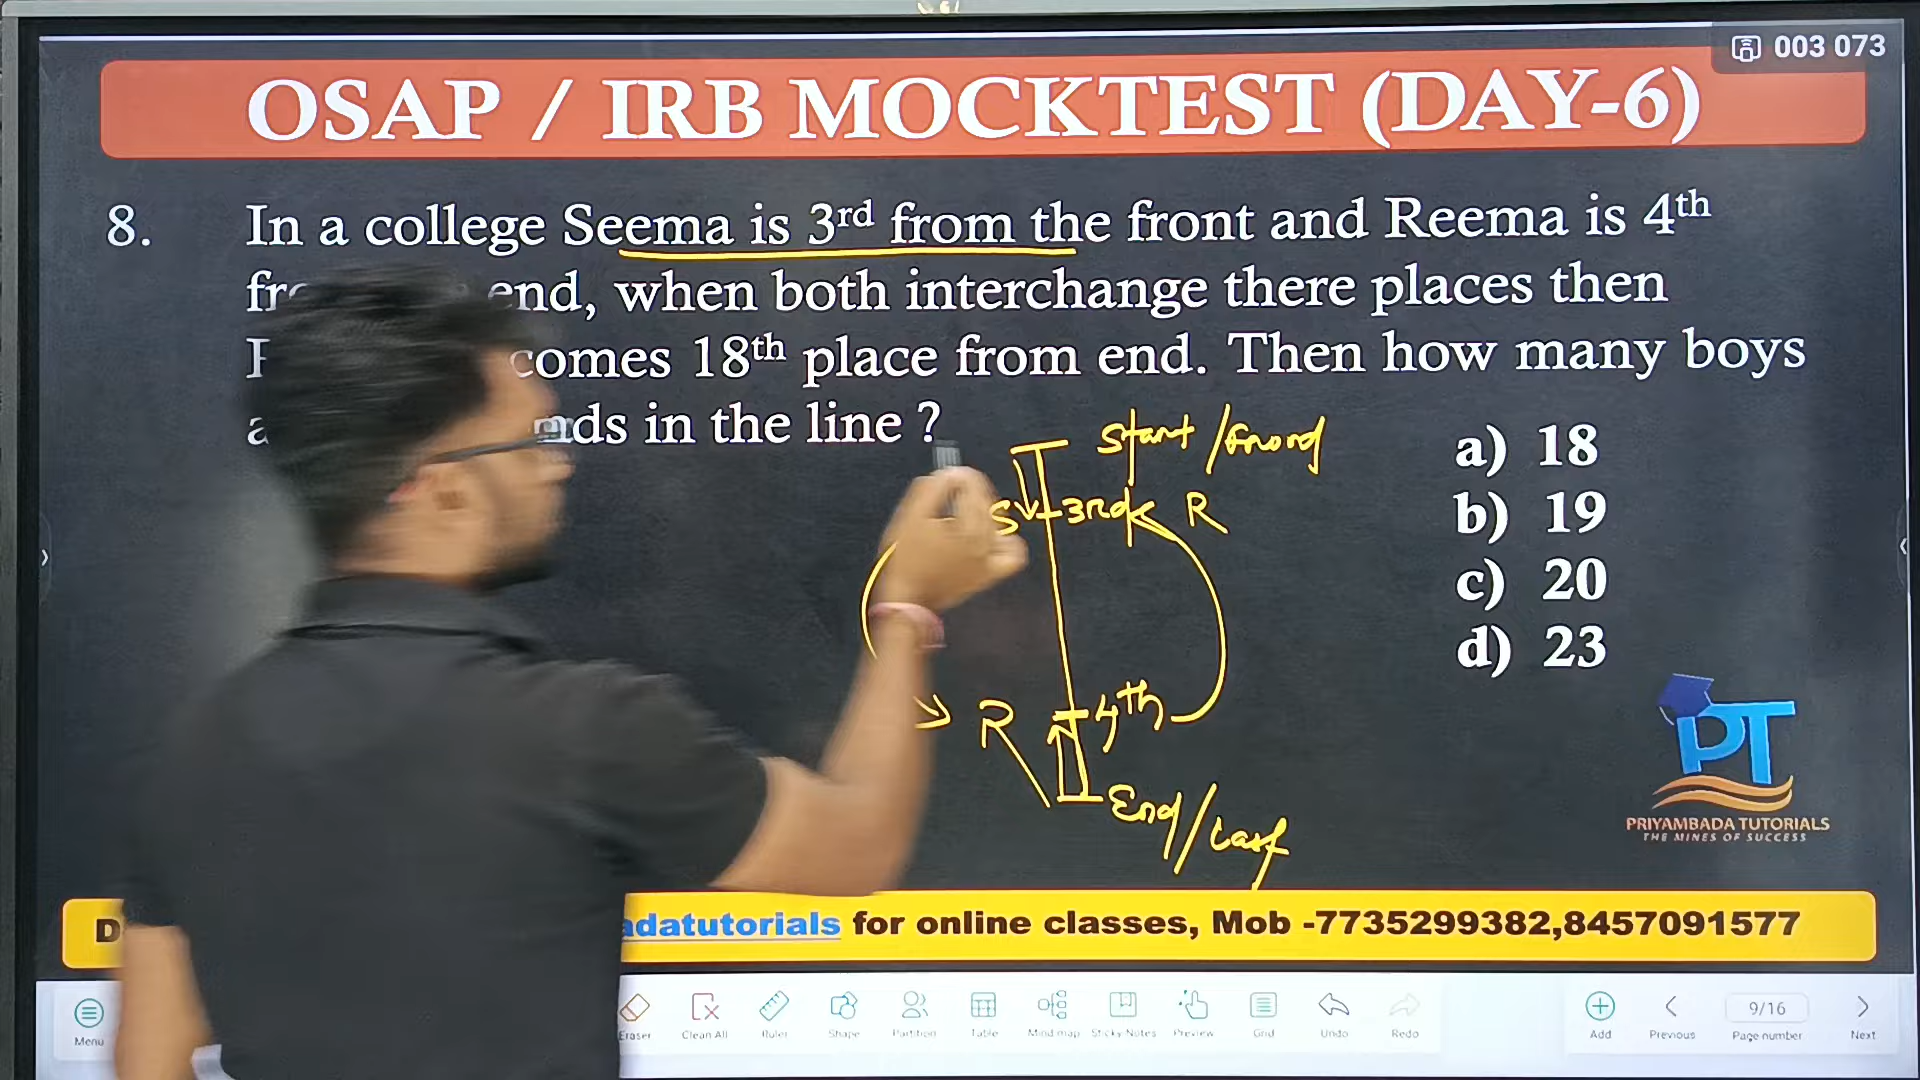 003 073
OSAP / IRB MOCKTEST (DAY-6)
8. In a college Seema is 3rd from the front and Reema is 4th
end, when both interchange there places then
comes 18th place from end. Then how many boys
in the line ?
a) 18
b) 19
c) 20
d) 23
Start /
S 3rd R
R 4th
End/Last
PT
PRIYAMBADA TUTORIALS
THE MINES OF SUCCESS
adatutorials for online classes, Mob -7735299382,8457091577
Menu Eraser Clean All Ruler Shape Partition Table Mind map Sticky Notes Preview Grid Undo Redo Add Previous 9/16 Page number Next